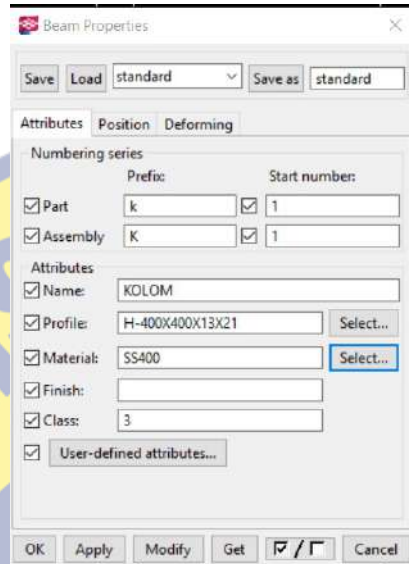 Beam Properties
Save Load standard Save as standard
Attributes Position Deforming
Numbering series
Prefix: Start number:
Part k 1
Assembly K 1
Attributes
Name: KOLOM
Profile: H-400X400X13X21 Select...
Material: SS400 Select...
Finish:
Class: 3
User-defined attributes...
OK Apply Modify Get / Cancel